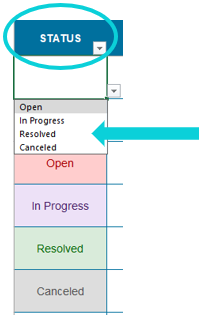 STATUS
Open
In Progress
Resolved
Canceled
Open
In Progress
Resolved
Canceled